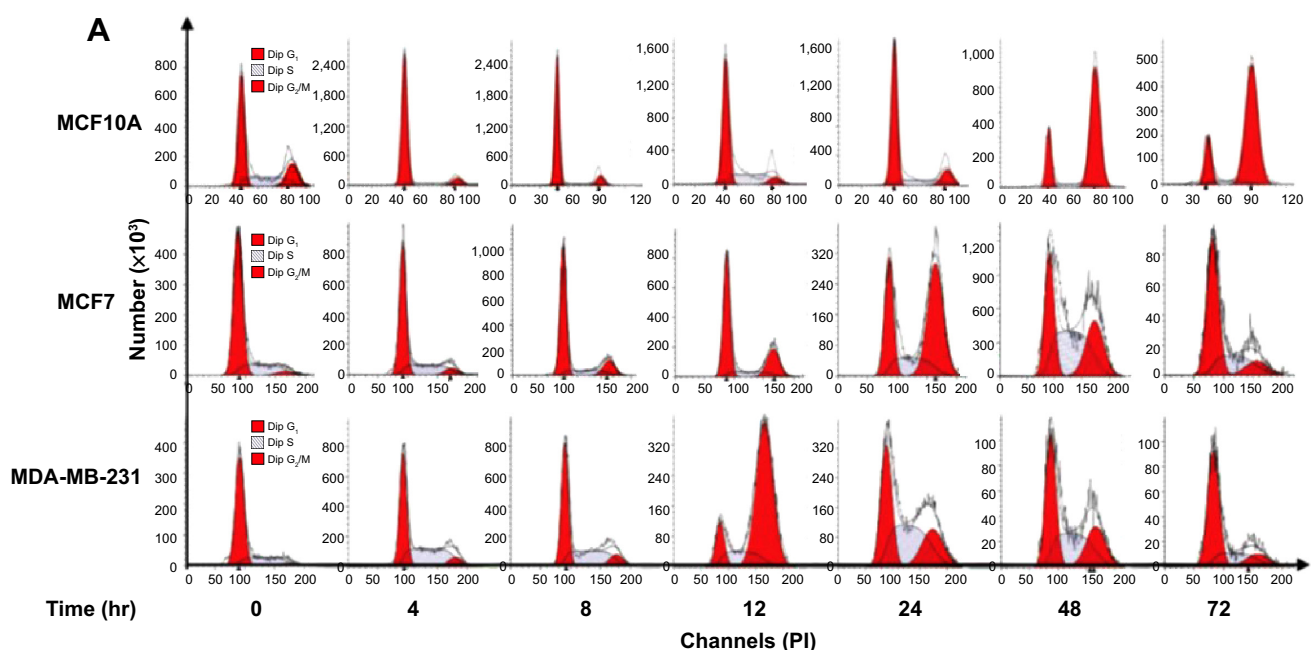 A
MCF10A
MCF7
MDA-MB-231
Number (×10³)
Dip G₁
Dip S
Dip G₂/M
800
600
400
200
0
0 20 40 60 80 100
2,400
1,800
1,200
600
0
0 20 40 60 80 100
2,400
1,800
1,200
600
0
0 30 60 90 120
1,600
1,200
800
400
0
0 20 40 60 80 100
1,600
1,200
800
400
0
0 20 40 60 80 100
1,000
800
600
400
200
0
0 20 40 60 80 100
500
400
300
200
100
0
0 30 60 90 120
Dip G₁
Dip S
Dip G₂/M
400
300
200
100
0
0 50 100 150 200
800
600
400
200
0
0 50 100 150 200
1,000
800
600
400
200
0
0 50 100 150 200
800
600
400
200
0
0 50 100 150 200
320
240
160
80
0
0 50 100 150 200
1,200
900
600
300
0
0 50 100 150 200
80
60
40
20
0
0 50 100 150 200
Dip G₁
Dip S
Dip G₂/M
400
300
200
100
0
0 50 100 150 200
800
600
400
200
0
0 50 100 150 200
800
600
400
200
0
0 50 100 150 200
320
240
160
80
0
0 50 100 150 200
320
240
160
80
0
0 50 100 150 200
100
80
60
40
20
0
0 50 100 150 200
100
80
60
40
20
0
0 50 100 150 200
Time (hr) 0 4 8 12 24 48 72
Channels (PI)